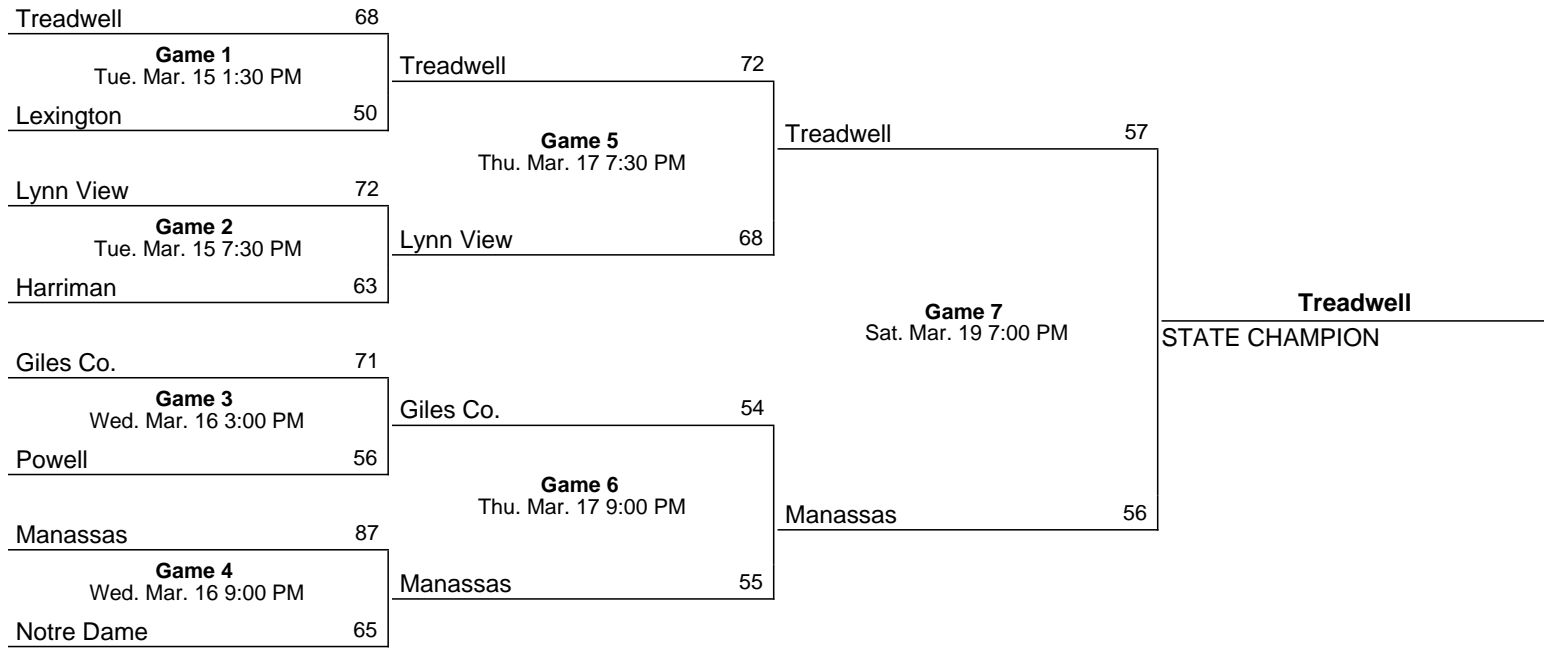 Treadwell 68
Game 1
Tue. Mar. 15 1:30 PM
Lexington 50
Lynn View 72
Game 2
Tue. Mar. 15 7:30 PM
Harriman 63
Giles Co. 71
Game 3
Wed. Mar. 16 3:00 PM
Powell 56
Manassas 87
Game 4
Wed. Mar. 16 9:00 PM
Notre Dame 65
Treadwell 72
Game 5
Thu. Mar. 17 7:30 PM
Lynn View 68
Giles Co. 54
Game 6
Thu. Mar. 17 9:00 PM
Manassas 55
Treadwell 57
Game 7
Sat. Mar. 19 7:00 PM
Manassas 56
Treadwell
STATE CHAMPION